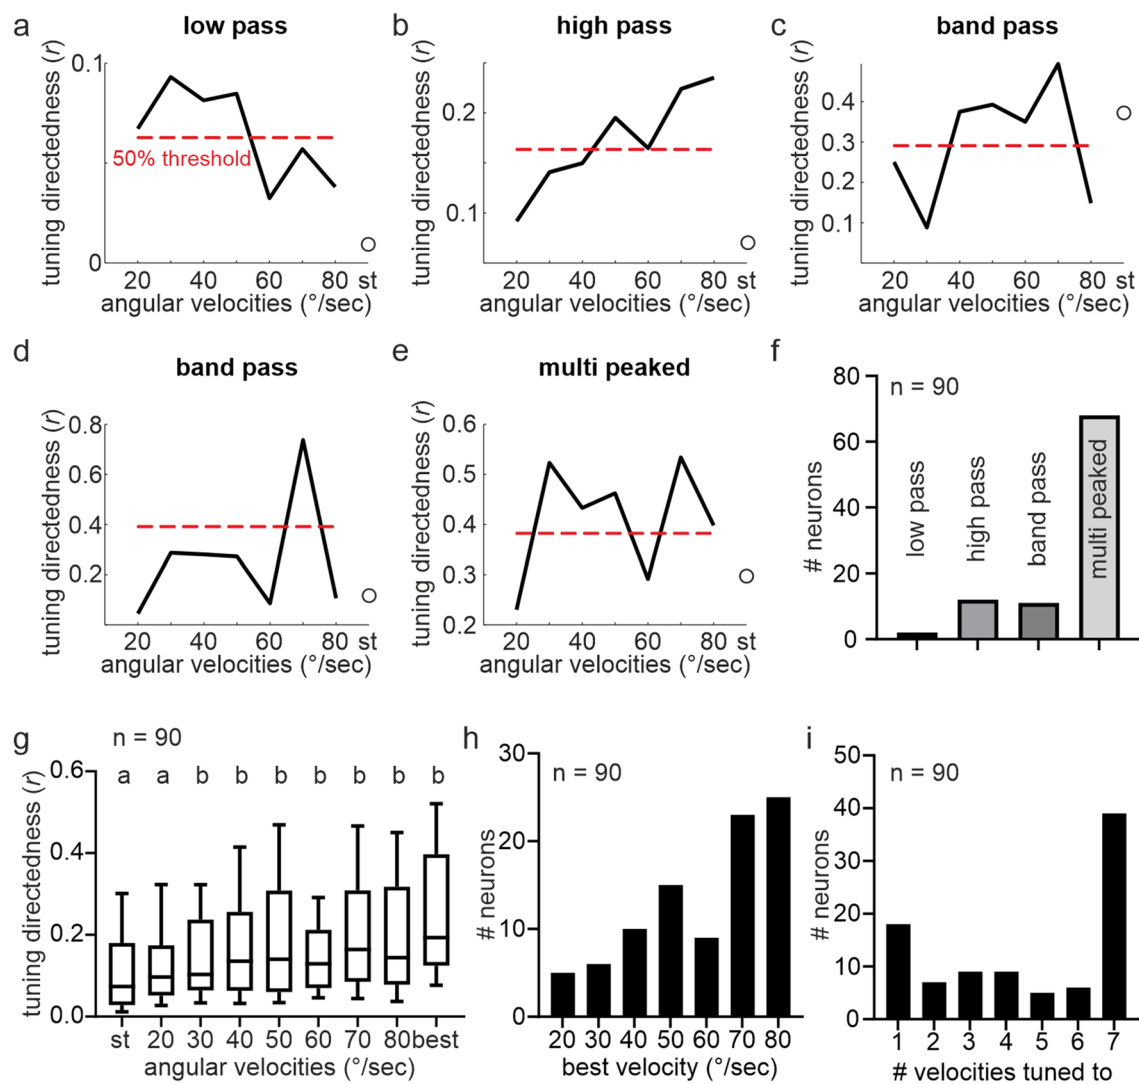 a
low pass
tuning directedness (r)
0.1
0
50% threshold
20 40 60 80 st
angular velocities (°/sec)
b
high pass
tuning directedness (r)
0.2
0.1
20 40 60 80 st
angular velocities (°/sec)
c
band pass
tuning directedness (r)
0.4
0.3
0.2
0.1
20 40 60 80 st
angular velocities (°/sec)
d
band pass
tuning directedness (r)
0.8
0.6
0.4
0.2
20 40 60 80 st
angular velocities (°/sec)
e
multi peaked
tuning directedness (r)
0.6
0.5
0.4
0.3
0.2
20 40 60 80 st
angular velocities (°/sec)
f
n = 90
# neurons
80
60
40
20
0
low pass
high pass
band pass
multi peaked
g
n = 90
tuning directedness (r)
0.6
0.4
0.2
0.0
a a b b b b b b b
st 20 30 40 50 60 70 80 best
angular velocities (°/sec)
h
n = 90
# neurons
30
20
10
0
20 30 40 50 60 70 80
best velocity (°/sec)
i
n = 90
# neurons
50
40
30
20
10
0
1 2 3 4 5 6 7
# velocities tuned to